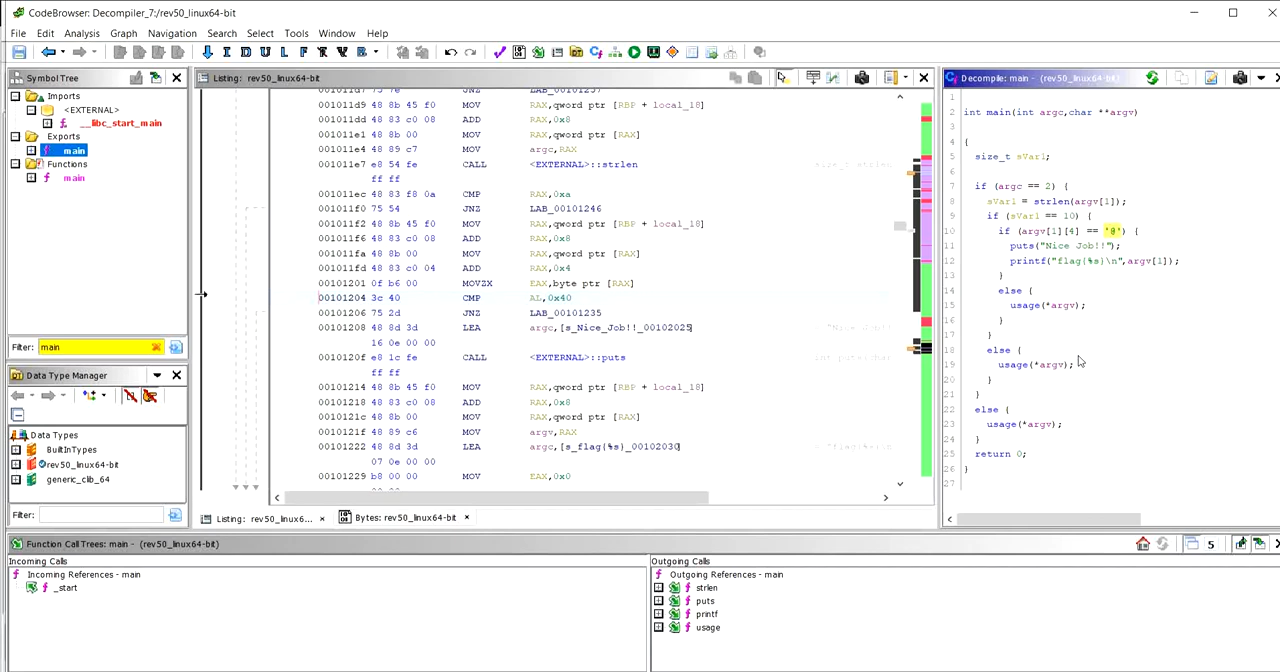 CodeBrowser: Decompiler_7:/rev50_linux64-bit
File Edit Analysis Graph Navigation Search Select Tools Window Help
Symbol Tree
Imports
<EXTERNAL>
f __libc_start_main
Exports
f main
Functions
f main
Filter: main
Data Type Manager
Data Types
BuiltInTypes
rev50_linux64-bit
generic_clib_64
Filter:
Listing: rev50_linux64-bit
001011d9 48 8b 45 f0 MOV RAX,qword ptr [RBP + local_18]
001011dd 48 83 c0 08 ADD RAX,0x8
001011e1 48 8b 00 MOV RAX,qword ptr [RAX]
001011e4 48 89 c7 MOV argc,RAX
001011e7 e8 54 fe CALL <EXTERNAL>::strlen size_t strlen
ff ff
001011ec 48 83 f8 0a CMP RAX,0xa
001011f0 75 54 JNZ LAB_00101246
001011f2 48 8b 45 f0 MOV RAX,qword ptr [RBP + local_18]
001011f6 48 83 c0 08 ADD RAX,0x8
001011fa 48 8b 00 MOV RAX,qword ptr [RAX]
001011fd 48 83 c0 04 ADD RAX,0x4
00101201 0f b6 00 MOVZX EAX,byte ptr [RAX]
00101204 3c 40 CMP AL,0x40
00101206 75 2d JNZ LAB_00101235
00101208 48 8d 3d LEA argc,[s_Nice_Job!!_00102025]
16 0e 00 00
0010120f e8 1c fe CALL <EXTERNAL>::puts
ff ff
00101214 48 8b 45 f0 MOV RAX,qword ptr [RBP + local_18]
00101218 48 83 c0 08 ADD RAX,0x8
0010121c 48 8b 00 MOV RAX,qword ptr [RAX]
0010121f 48 89 c6 MOV argv,RAX
00101222 48 8d 3d LEA argc,[s_flag{%s}_00102030]
07 0e 00 00
00101229 b8 00 00 MOV EAX,0x0
Listing: rev50_linux6... × Bytes: rev50_linux64-bit ×
Decompile: main - (rev50_linux64-bit)
1
2 int main(int argc,char **argv)
3
4 {
5 size_t sVar1;
6
7 if (argc == 2) {
8 sVar1 = strlen(argv[1]);
9 if (sVar1 == 10) {
10 if (argv[1][4] == '@') {
11 puts("Nice Job!!");
12 printf("flag{%s}\n",argv[1]);
13 }
14 else {
15 usage(*argv);
16 }
17 }
18 else {
19 usage(*argv);
20 }
21 }
22 else {
23 usage(*argv);
24 }
25 return 0;
26 }
27
Function Call Trees: main - (rev50_linux64-bit) 5
Incoming Calls
f Incoming References - main
f _start
Outgoing Calls
f Outgoing References - main
f strlen
f puts
f printf
f usage